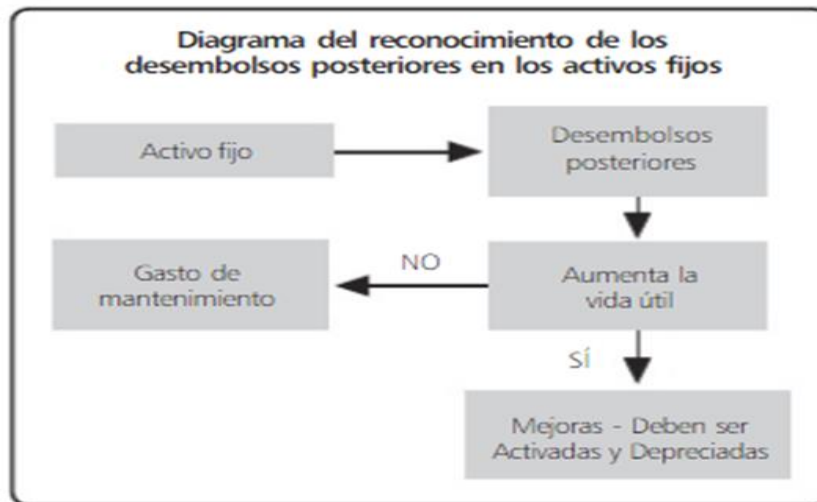 Diagrama del reconocimiento de los
desembolsos posteriores en los activos fijos
Activo fijo
Desembolsos
posteriores
Gasto de
mantenimiento
NO
Aumenta la
vida útil
SÍ
Mejoras - Deben ser
Activadas y Depreciadas